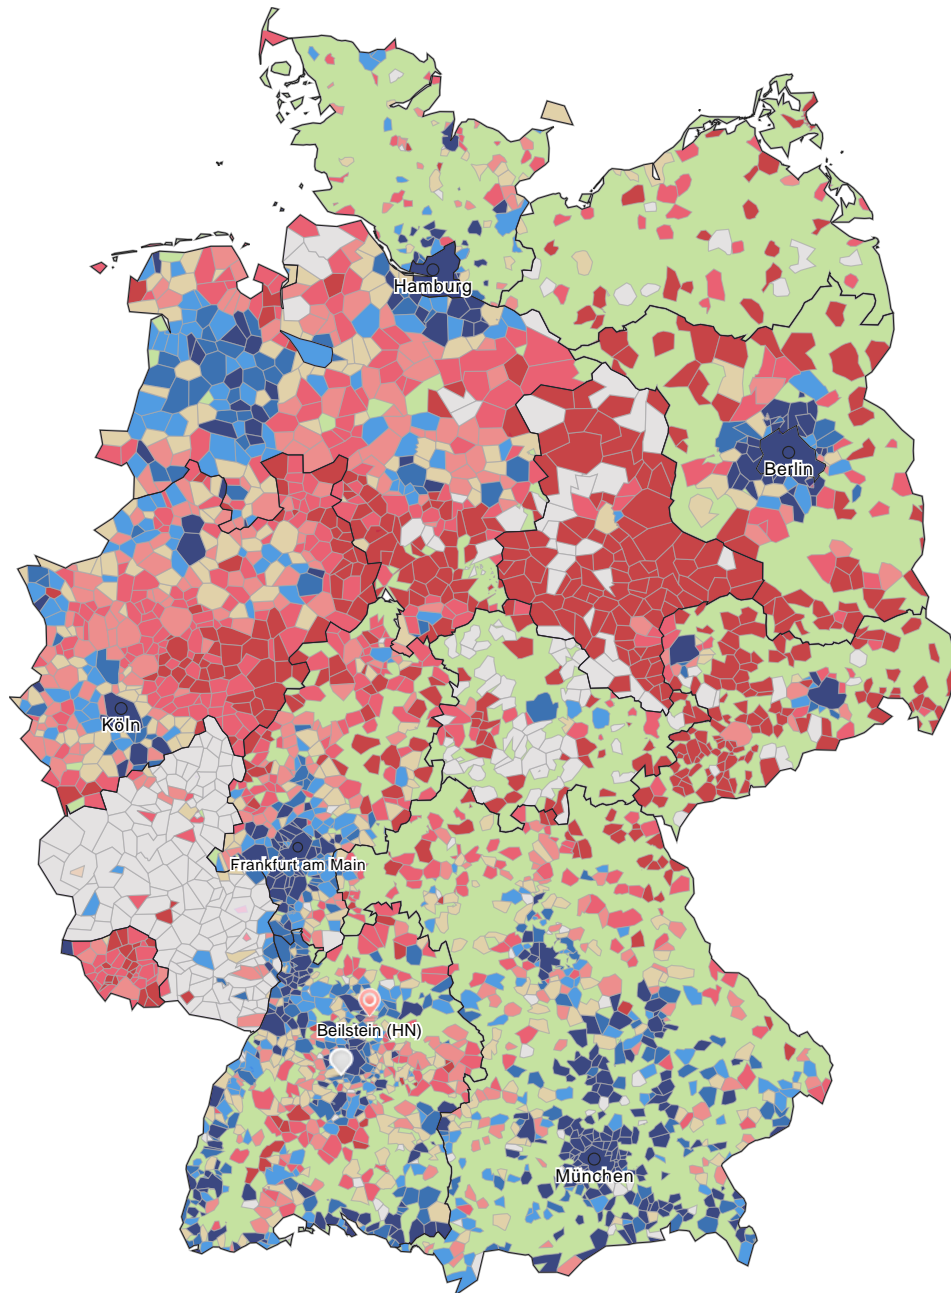 Hamburg
Berlin
Köln
Frankfurt am Main
Beilstein (HN)
München